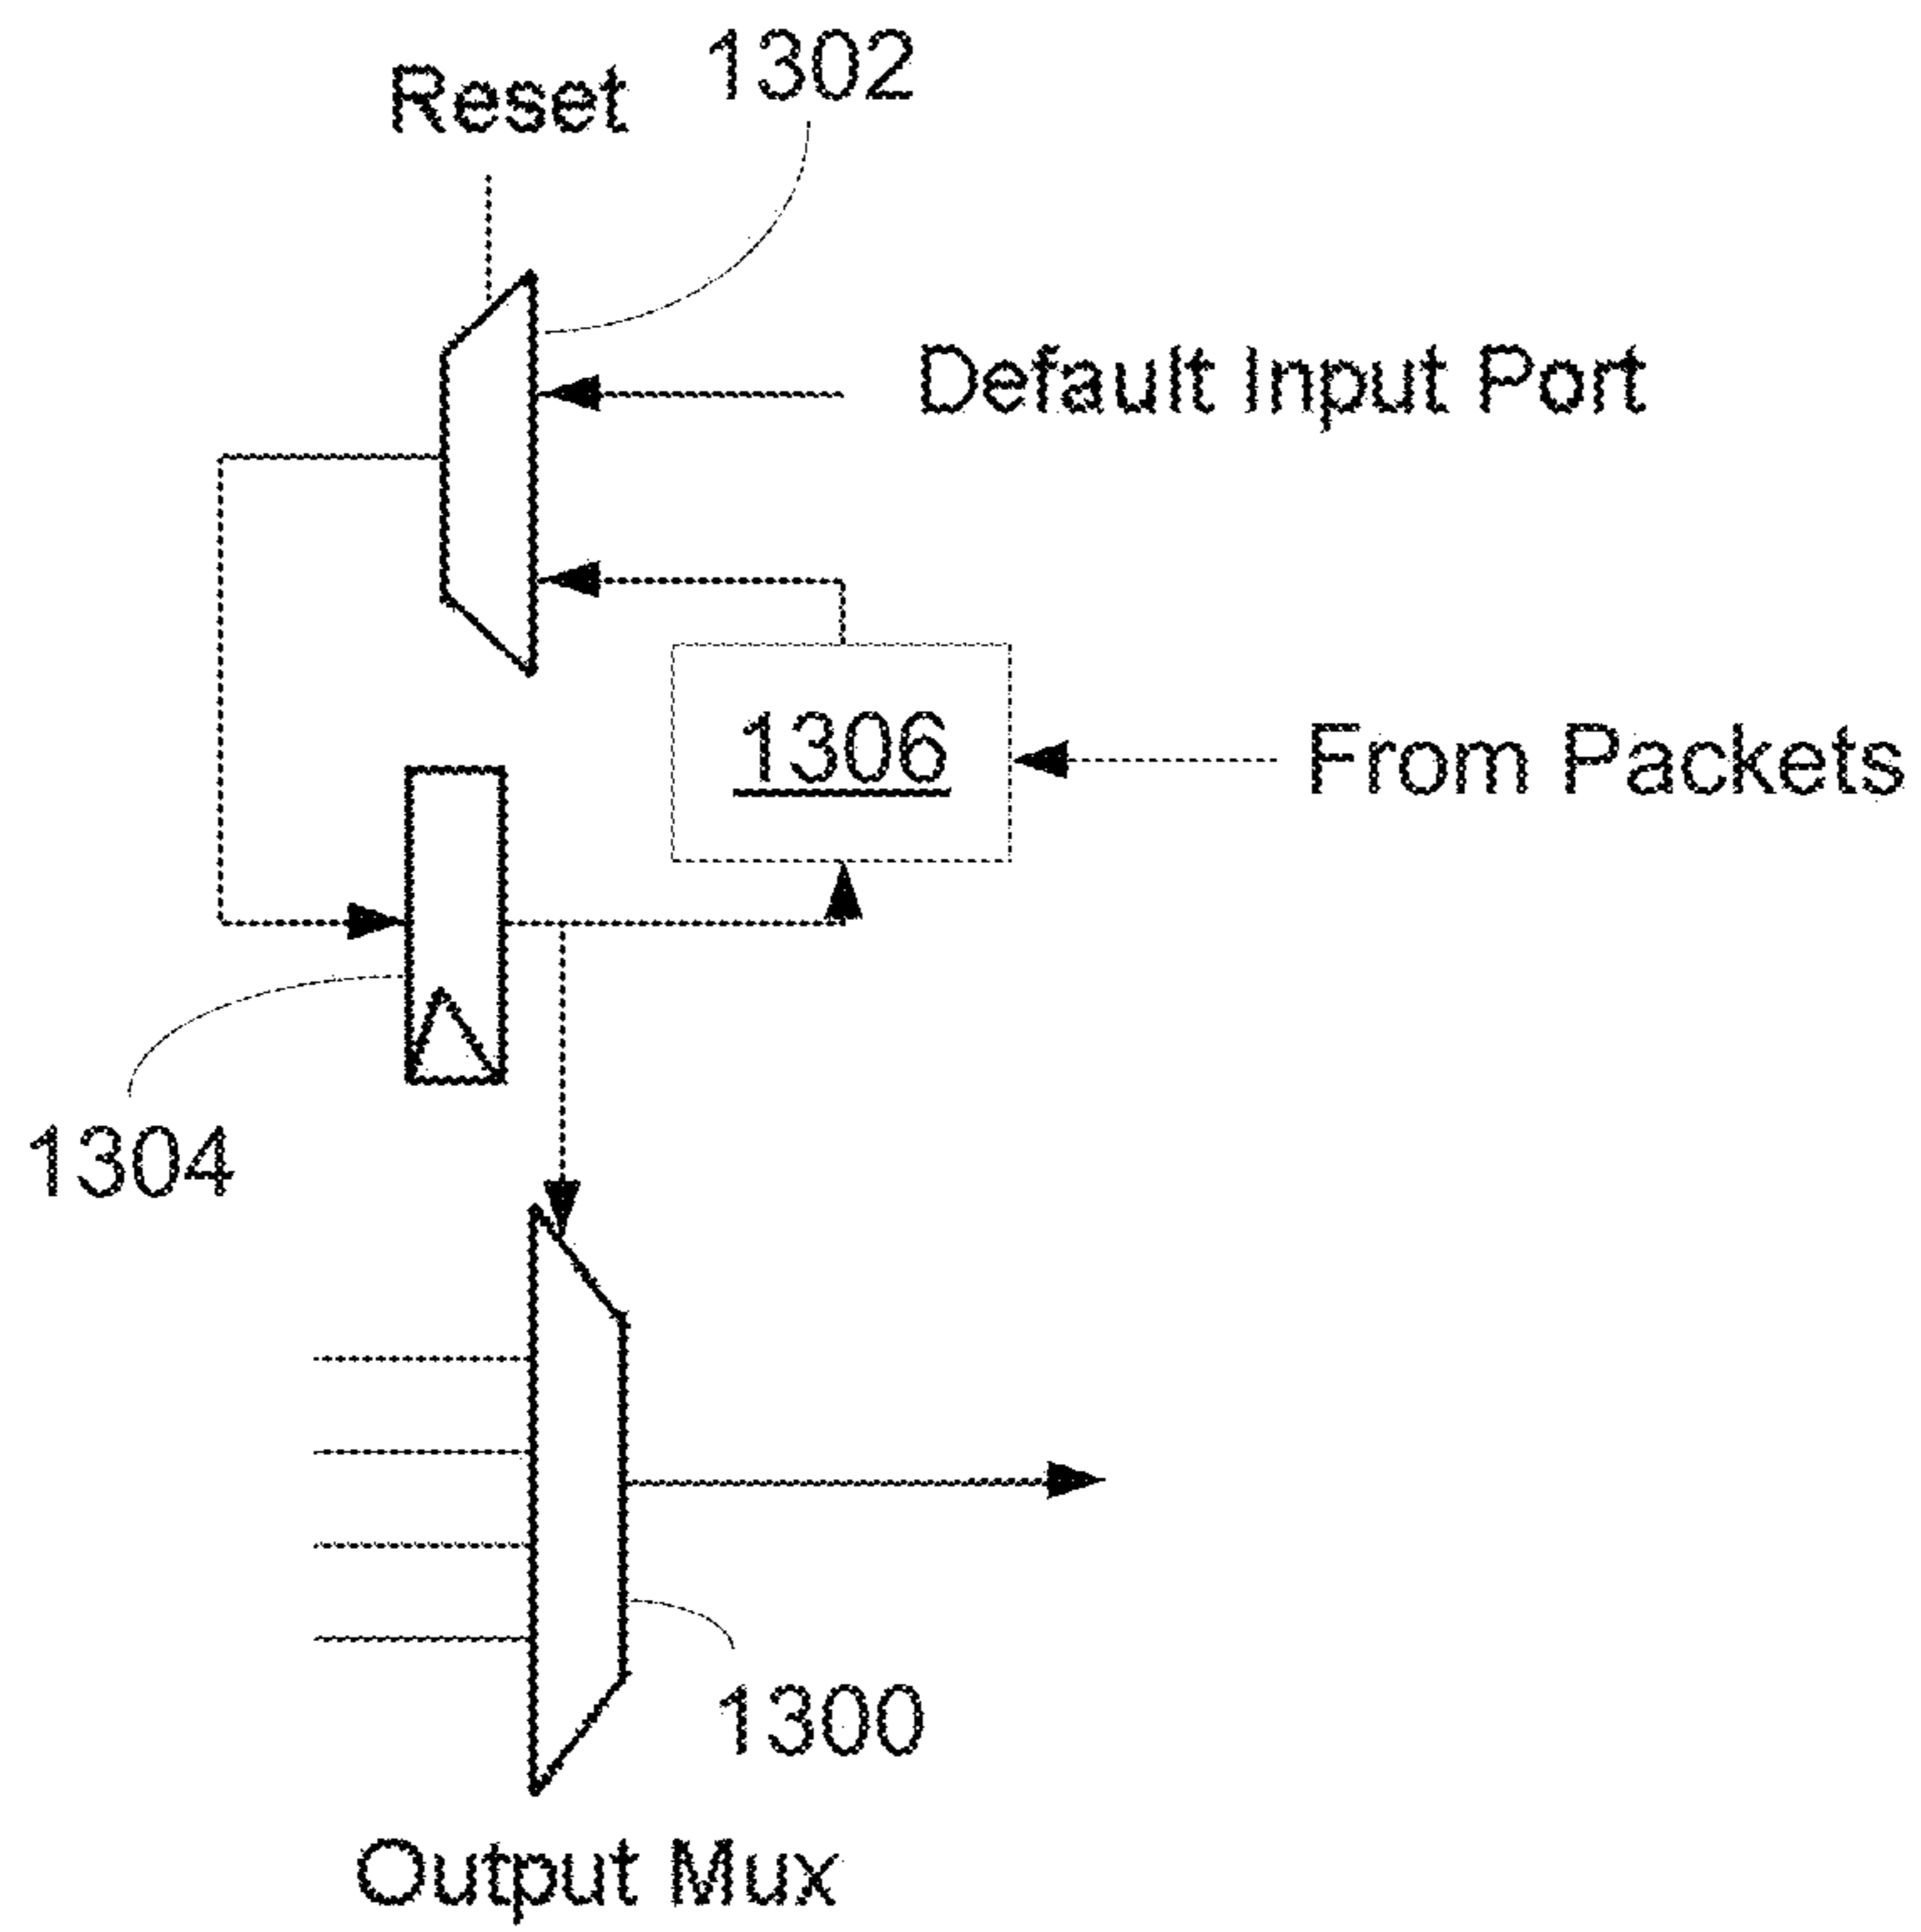 Reset
1302
Default Input Port
1306
From Packets
1304
1300
Output Mux